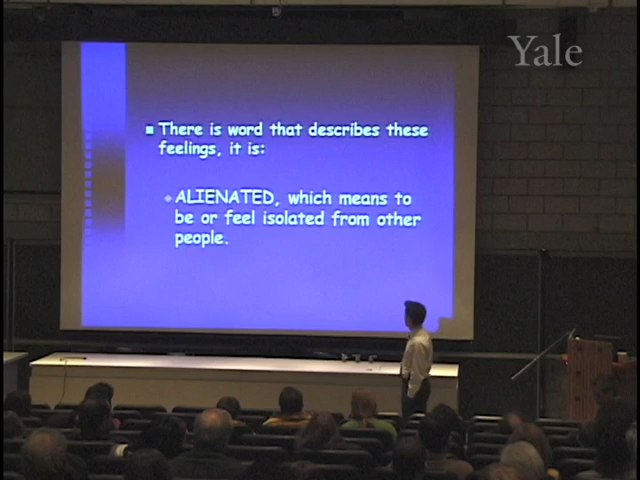 Yale
There is word that describes these
feelings, it is:
ALIENATED, which means to
be or feel isolated from other
people.